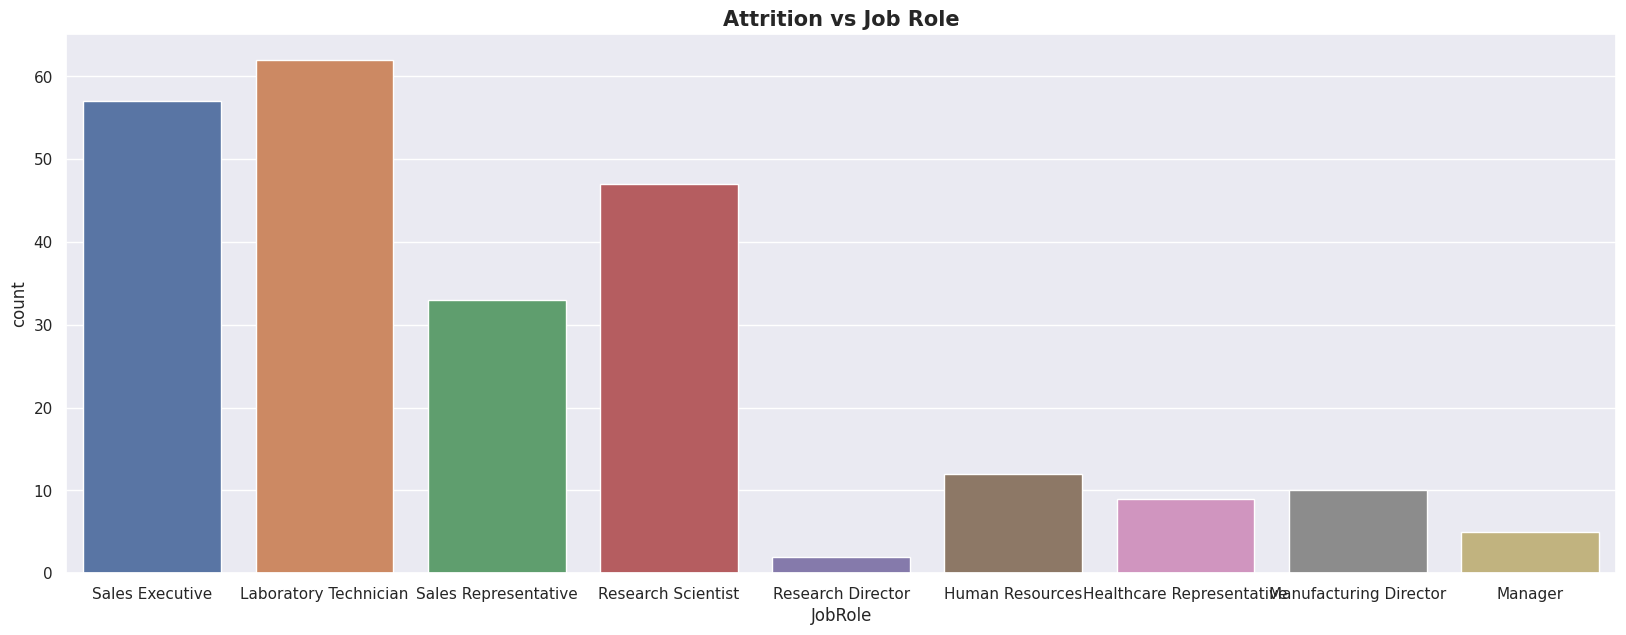 Attrition vs Job Role
count
60
50
40
30
20
10
0
Sales Executive
Laboratory Technician
Sales Representative
Research Scientist
Research Director
Human Resources
Healthcare Representative
Manufacturing Director
Manager
JobRole